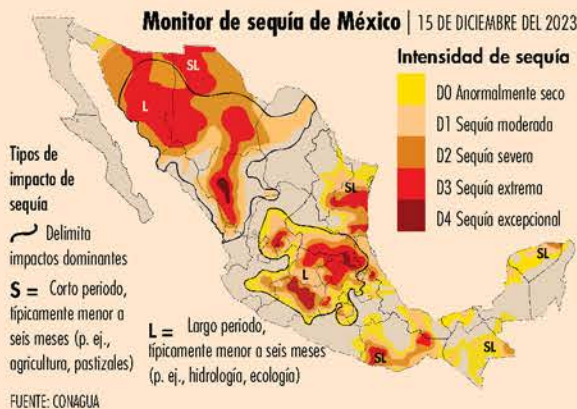 Monitor de sequía de México | 15 DE DICIEMBRE DEL 2023
Intensidad de sequía
D0 Anormalmente seco
D1 Sequía moderada
D2 Sequía severa
D3 Sequía extrema
D4 Sequía excepcional
SL
L
SL
L
SL
SL
SL
Tipos de
impacto de
sequía
Delimita
impactos dominantes
S = Corto periodo,
típicamente menor a
seis meses (p. ej.,
agricultura, pastizales)
L = Largo periodo,
típicamente menor a seis meses
(p. ej., hidrología, ecología)
FUENTE: CONAGUA